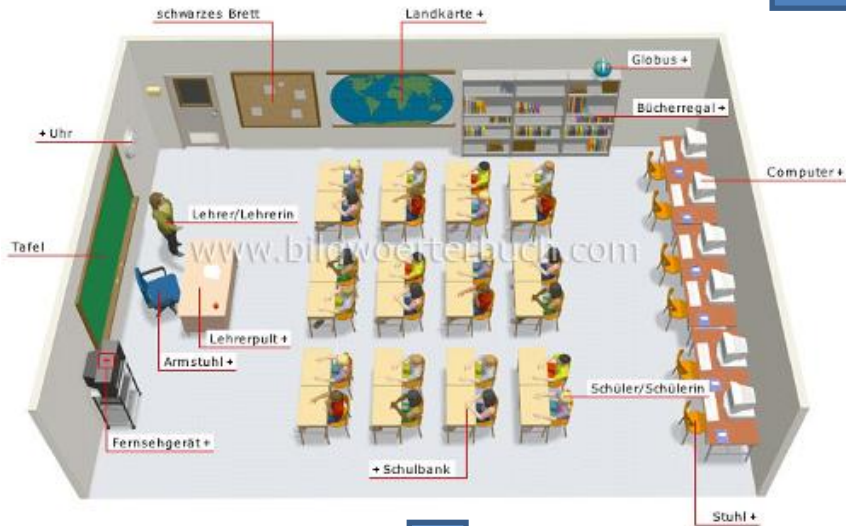 schwarzes Brett
Landkarte +
Globus +
Bücherregal +
+ Uhr
Computer +
Lehrer/Lehrerin
Tafel
www.bildwoerterbuch.com
Lehrerpult +
Armstuhl +
Schüler/Schülerin
Fernsehgerät +
+ Schulbank
Stuhl +